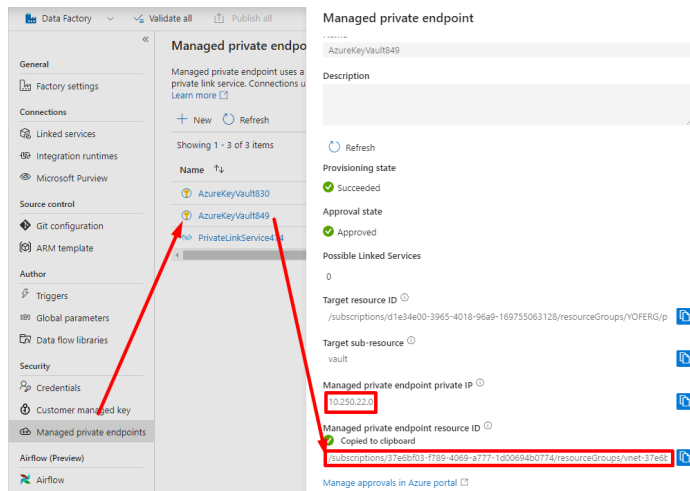 Data Factory
Validate all
Publish all
«
General
Factory settings
Connections
Linked services
Integration runtimes
Microsoft Purview
Source control
Git configuration
ARM template
Author
Triggers
Global parameters
Data flow libraries
Security
Credentials
Customer managed key
Managed private endpoints
Airflow (Preview)
Airflow
Managed private endpo
Managed private endpoint uses a
private link service. Connections u
Learn more
+ New
Refresh
Showing 1 - 3 of 3 items
Name ↑↓
AzureKeyVault830
AzureKeyVault849
PrivateLinkService474
Managed private endpoint
AzureKeyVault849
Description
Refresh
Provisioning state
Succeeded
Approval state
Approved
Possible Linked Services
0
Target resource ID
/subscriptions/d1e34e00-3965-4018-96a9-169755063128/resourceGroups/YOFERG/p
Target sub-resource
vault
Managed private endpoint private IP
10.250.22.0
Managed private endpoint resource ID
Copied to clipboard
/subscriptions/37e6bf03-f789-4069-a777-1d00694b0774/resourceGroups/vnet-37e6b
Manage approvals in Azure portal